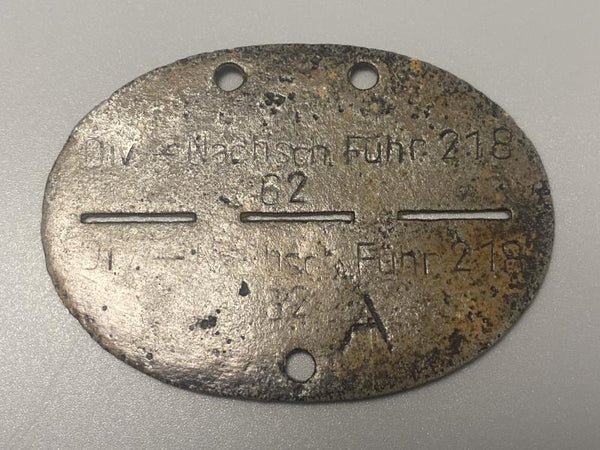 Div.-Nachsch. Führ. 218
62
Div.-Nachsch. Führ. 218
62
A